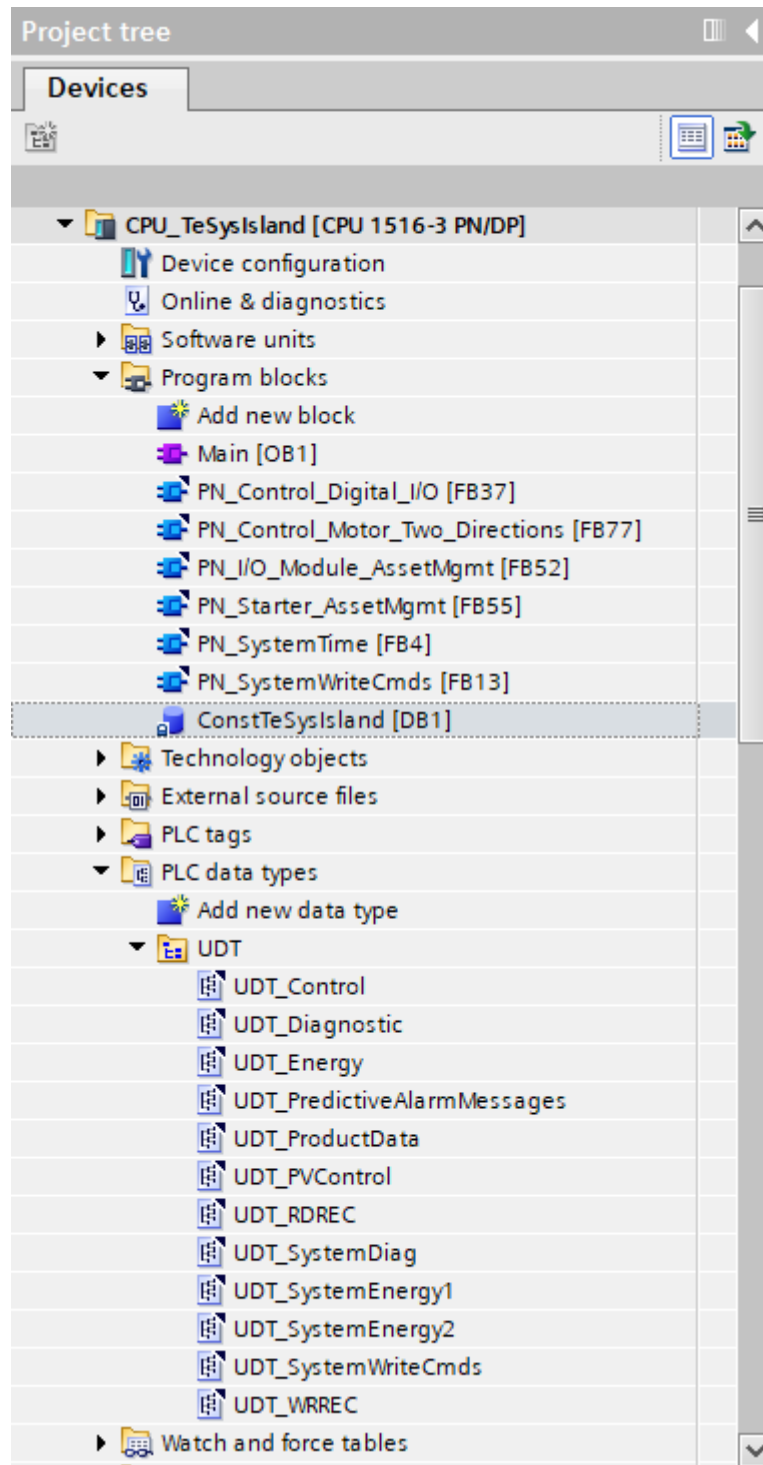 Project tree
Devices
CPU_TeSysIsland [CPU 1516-3 PN/DP]
Device configuration
Online & diagnostics
Software units
Program blocks
Add new block
Main [OB1]
PN_Control_Digital_I/O [FB37]
PN_Control_Motor_Two_Directions [FB77]
PN_I/O_Module_AssetMgmt [FB52]
PN_Starter_AssetMgmt [FB55]
PN_SystemTime [FB4]
PN_SystemWriteCmds [FB13]
ConstTeSysIsland [DB1]
Technology objects
External source files
PLC tags
PLC data types
Add new data type
UDT
UDT_Control
UDT_Diagnostic
UDT_Energy
UDT_PredictiveAlarmMessages
UDT_ProductData
UDT_PVControl
UDT_RDREC
UDT_SystemDiag
UDT_SystemEnergy1
UDT_SystemEnergy2
UDT_SystemWriteCmds
UDT_WRREC
Watch and force tables